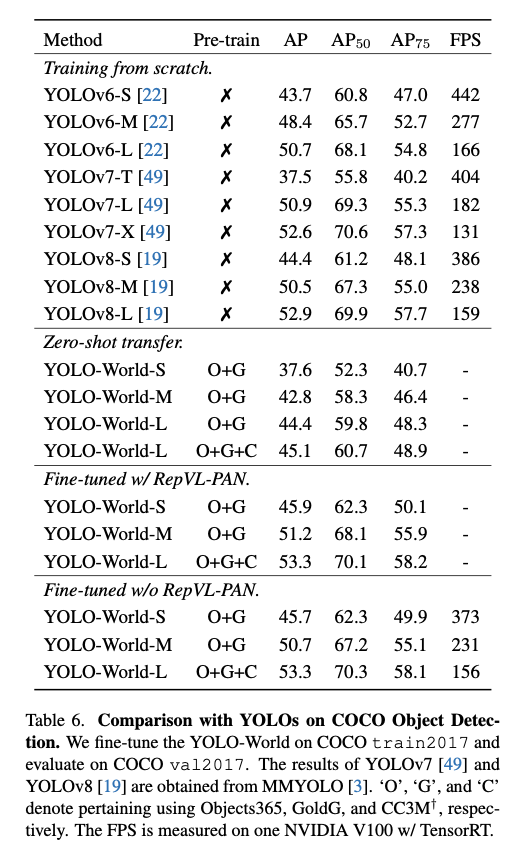 Method Pre-train AP AP50 AP75 FPS
Training from scratch.
YOLOv6-S [22] ✗ 43.7 60.8 47.0 442
YOLOv6-M [22] ✗ 48.4 65.7 52.7 277
YOLOv6-L [22] ✗ 50.7 68.1 54.8 166
YOLOv7-T [49] ✗ 37.5 55.8 40.2 404
YOLOv7-L [49] ✗ 50.9 69.3 55.3 182
YOLOv7-X [49] ✗ 52.6 70.6 57.3 131
YOLOv8-S [19] ✗ 44.4 61.2 48.1 386
YOLOv8-M [19] ✗ 50.5 67.3 55.0 238
YOLOv8-L [19] ✗ 52.9 69.9 57.7 159
Zero-shot transfer.
YOLO-World-S O+G 37.6 52.3 40.7 -
YOLO-World-M O+G 42.8 58.3 46.4 -
YOLO-World-L O+G 44.4 59.8 48.3 -
YOLO-World-L O+G+C 45.1 60.7 48.9 -
Fine-tuned w/ RepVL-PAN.
YOLO-World-S O+G 45.9 62.3 50.1 -
YOLO-World-M O+G 51.2 68.1 55.9 -
YOLO-World-L O+G+C 53.3 70.1 58.2 -
Fine-tuned w/o RepVL-PAN.
YOLO-World-S O+G 45.7 62.3 49.9 373
YOLO-World-M O+G 50.7 67.2 55.1 231
YOLO-World-L O+G+C 53.3 70.3 58.1 156
Table 6. Comparison with YOLOs on COCO Object Detec-
tion. We fine-tune the YOLO-World on COCO train2017 and
evaluate on COCO val2017. The results of YOLOv7 [49] and
YOLOv8 [19] are obtained from MMYOLO [3]. ‘O’, ‘G’, and ‘C’
denote pertaining using Objects365, GoldG, and CC3M†, respec-
tively. The FPS is measured on one NVIDIA V100 w/ TensorRT.